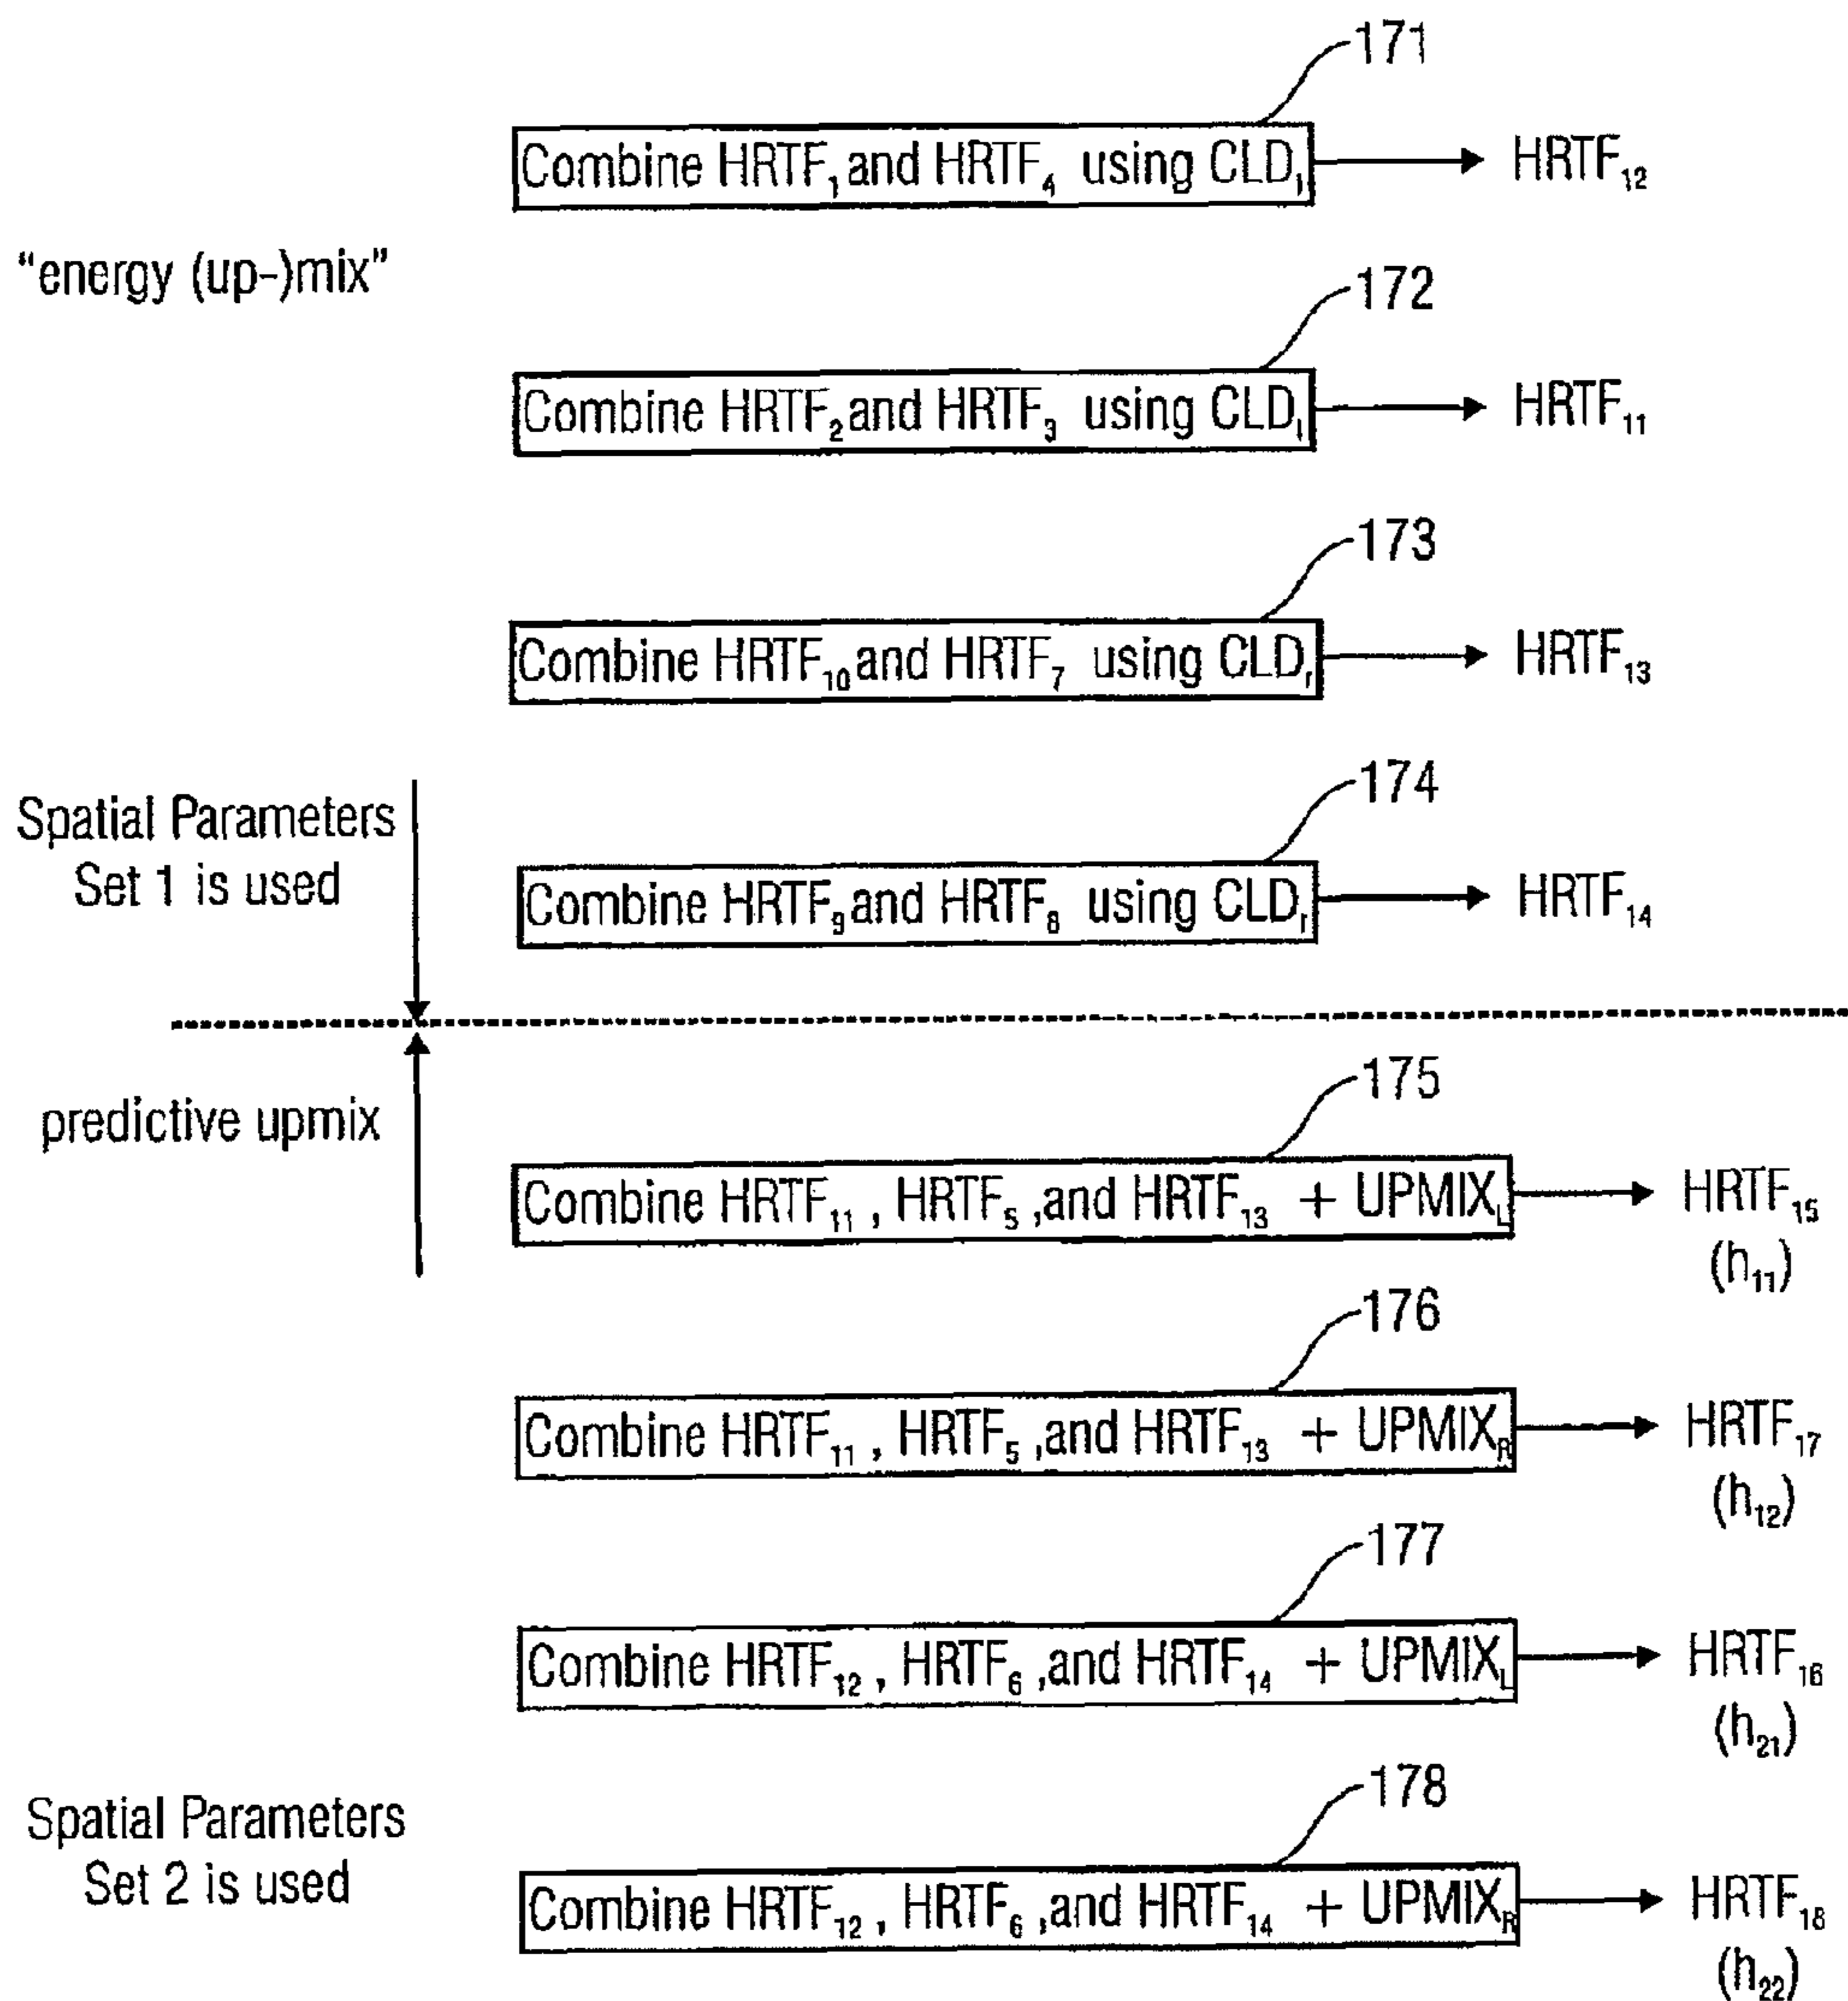 171
Combine HRTF₁ and HRTF₄ using CLDₗ
HRTF₁₂
"energy (up-)mix"
172
Combine HRTF₂ and HRTF₃ using CLDₗ
HRTF₁₁
173
Combine HRTF₁₀ and HRTF₇ using CLDᵣ
HRTF₁₃
Spatial Parameters
Set 1 is used
174
Combine HRTF₉ and HRTF₈ using CLDᵣ
HRTF₁₄
predictive upmix
175
Combine HRTF₁₁, HRTF₅, and HRTF₁₃ + UPMIX_L
HRTF₁₅
(h₁₁)
176
Combine HRTF₁₁, HRTF₅, and HRTF₁₃ + UPMIX_R
HRTF₁₇
(h₁₂)
177
Combine HRTF₁₂, HRTF₆, and HRTF₁₄ + UPMIX_L
HRTF₁₆
(h₂₁)
Spatial Parameters
Set 2 is used
178
Combine HRTF₁₂, HRTF₆, and HRTF₁₄ + UPMIX_R
HRTF₁₈
(h₂₂)